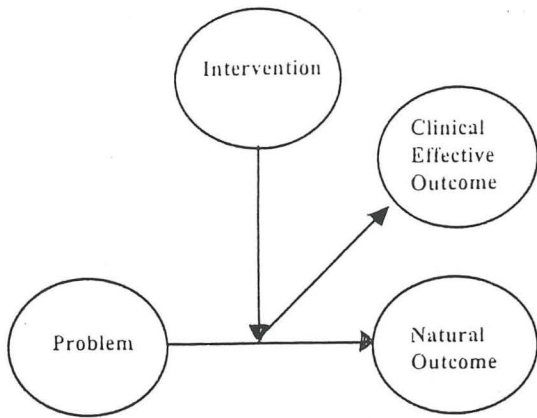 Intervention
Clinical
Effective
Outcome
Problem
Natural
Outcome